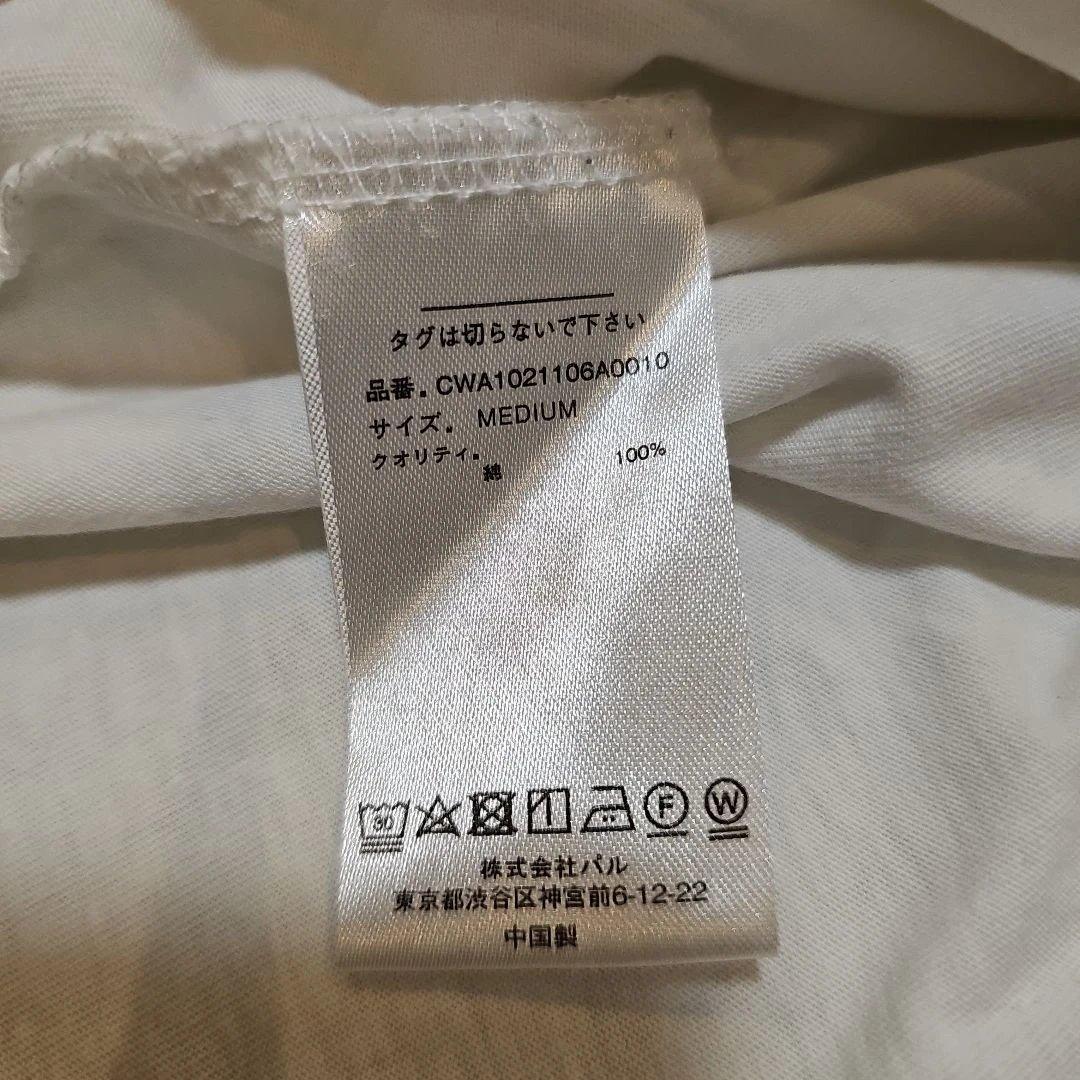 タグは切らないで下さい
品番. CWA1021106A0010
サイズ. MEDIUM
クオリティ.
綿 100%
30 F W
株式会社パル
東京都渋谷区神宮前6-12-22
中国製